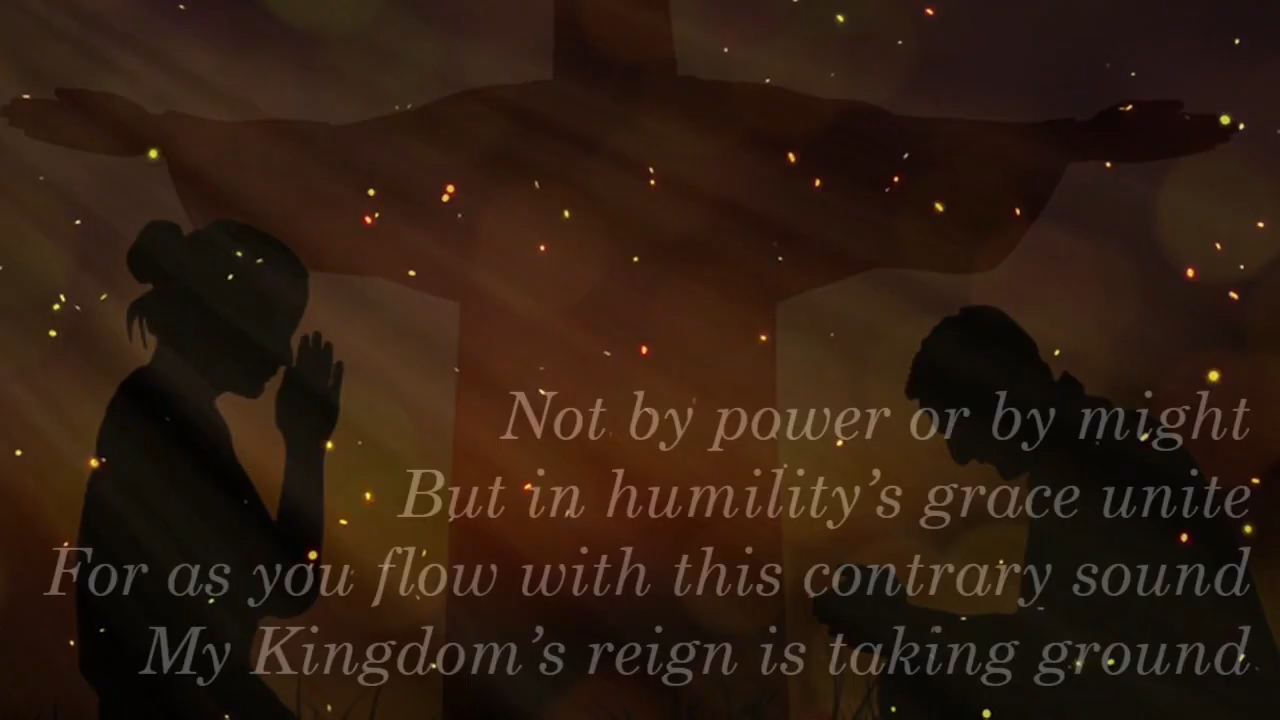 Not by power or by might
But in humility’s grace unite
For as you flow with this contrary sound
My Kingdom’s reign is taking ground.